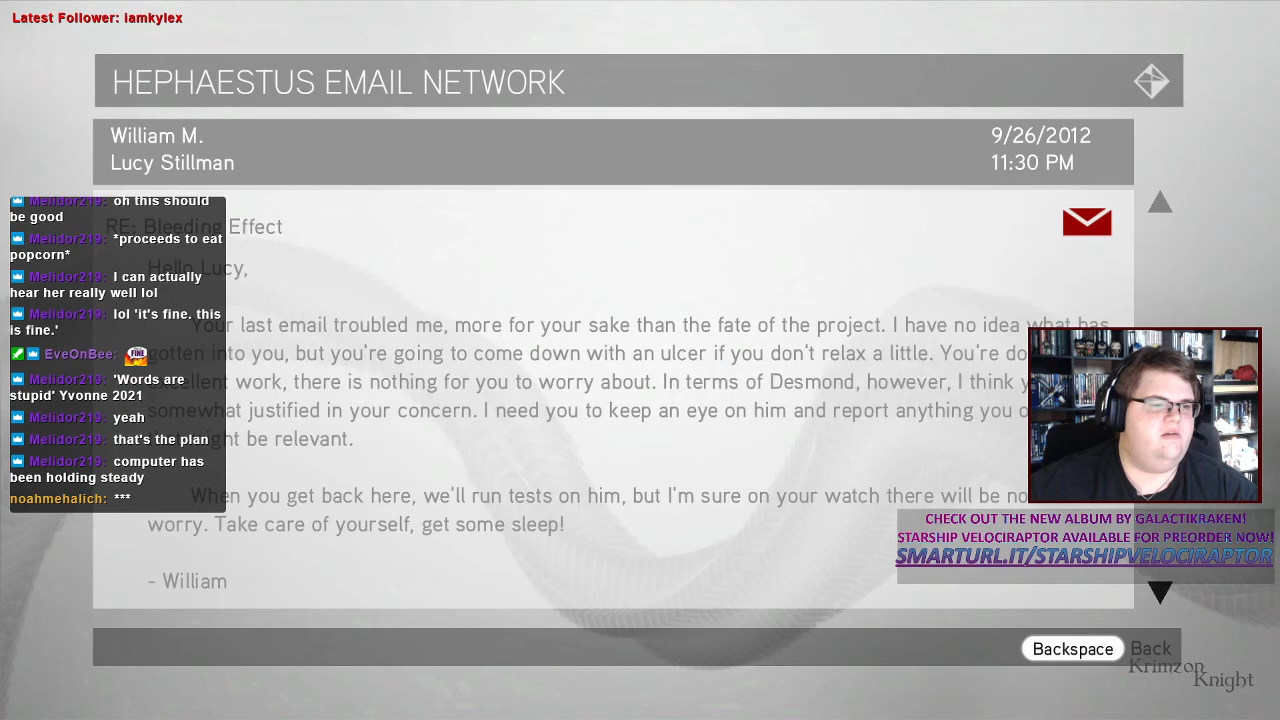 Latest Follower: iamkylex
HEPHAESTUS EMAIL NETWORK
William M.
9/26/2012
Lucy Stillman
11:30 PM
RE: Bleeding Effect
Hello Lucy,
Your last email troubled me, more for your sake than the fate of the project. I have no idea what has
gotten into you, but you're going to come down with an ulcer if you don't relax a little. You're
excellent work, there is nothing for you to worry about. In terms of Desmond, however, I think
somewhat justified in your concern. I need you to keep an eye on him and report anything you
might be relevant.
When you get back here, we'll run tests on him, but I'm sure on your watch there will be
worry. Take care of yourself, get some sleep!
- William
Melidor219: oh this should
be good
Melidor219: *proceeds to eat
popcorn*
Melidor219: I can actually
hear her really well lol
Melidor219: lol 'it's fine. this
is fine.'
EveOnBee: FINE
Melidor219: 'Words are
stupid' Yvonne 2021
Melidor219: yeah
Melidor219: that's the plan
Melidor219: computer has
been holding steady
noahmehalich: ***
CHECK OUT THE NEW ALBUM BY GALACTIKRAKEN!
STARSHIP VELOCIRAPTOR AVAILABLE FOR PREORDER NOW!
SMARTURL.IT/STARSHIPVELOCIRAPTOR
Backspace Back
Krimzon
Knight